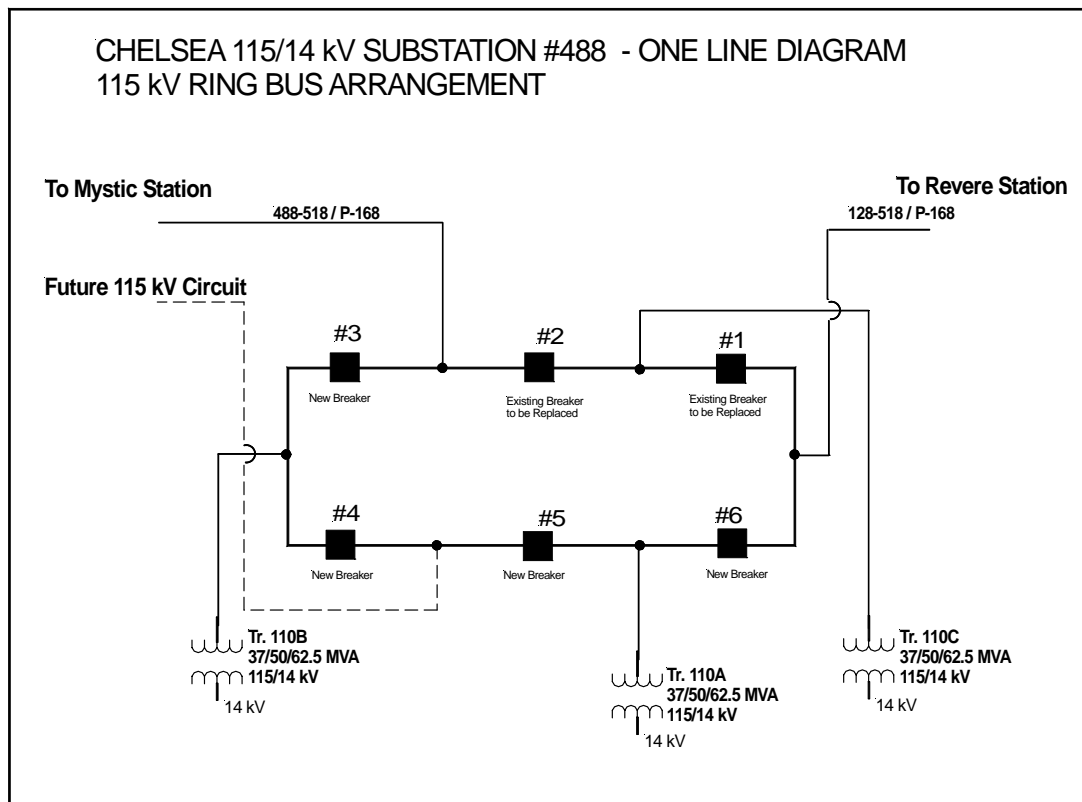 CHELSEA 115/14 kV SUBSTATION #488 - ONE LINE DIAGRAM
115 kV RING BUS ARRANGEMENT
To Mystic Station
488-518 / P-168
To Revere Station
128-518 / P-168
Future 115 kV Circuit
#3
New Breaker
#2
Existing Breaker
to be Replaced
#1
Existing Breaker
to be Replaced
#4
New Breaker
#5
New Breaker
#6
New Breaker
Tr. 110B
37/50/62.5 MVA
115/14 kV
14 kV
Tr. 110A
37/50/62.5 MVA
115/14 kV
14 kV
Tr. 110C
37/50/62.5 MVA
115/14 kV
14 kV